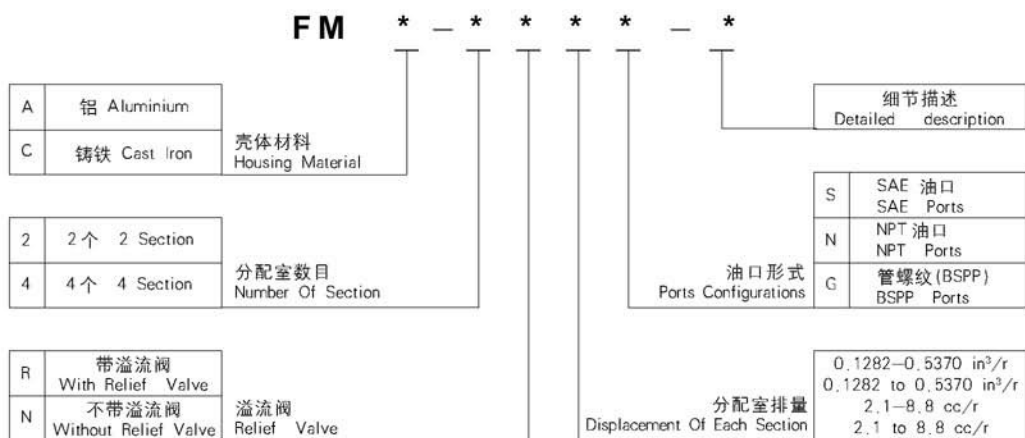 FM * - * * * * - *
A 铝 Aluminium
C 铸铁 Cast Iron
壳体材料
Housing Material
2 2个 2 Section
4 4个 4 Section
分配室数目
Number Of Section
R 带溢流阀
With Relief Valve
N 不带溢流阀
Without Relief Valve
溢流阀
Relief Valve
细节描述
Detailed description
S SAE 油口
SAE Ports
N NPT 油口
NPT Ports
G 管螺纹(BSPP)
BSPP Ports
油口形式
Ports Configurations
0.1282—0.5370 in³/r
0.1282 to 0.5370 in³/r
2.1—8.8 cc/r
2.1 to 8.8 cc/r
分配室排量
Displacement Of Each Section